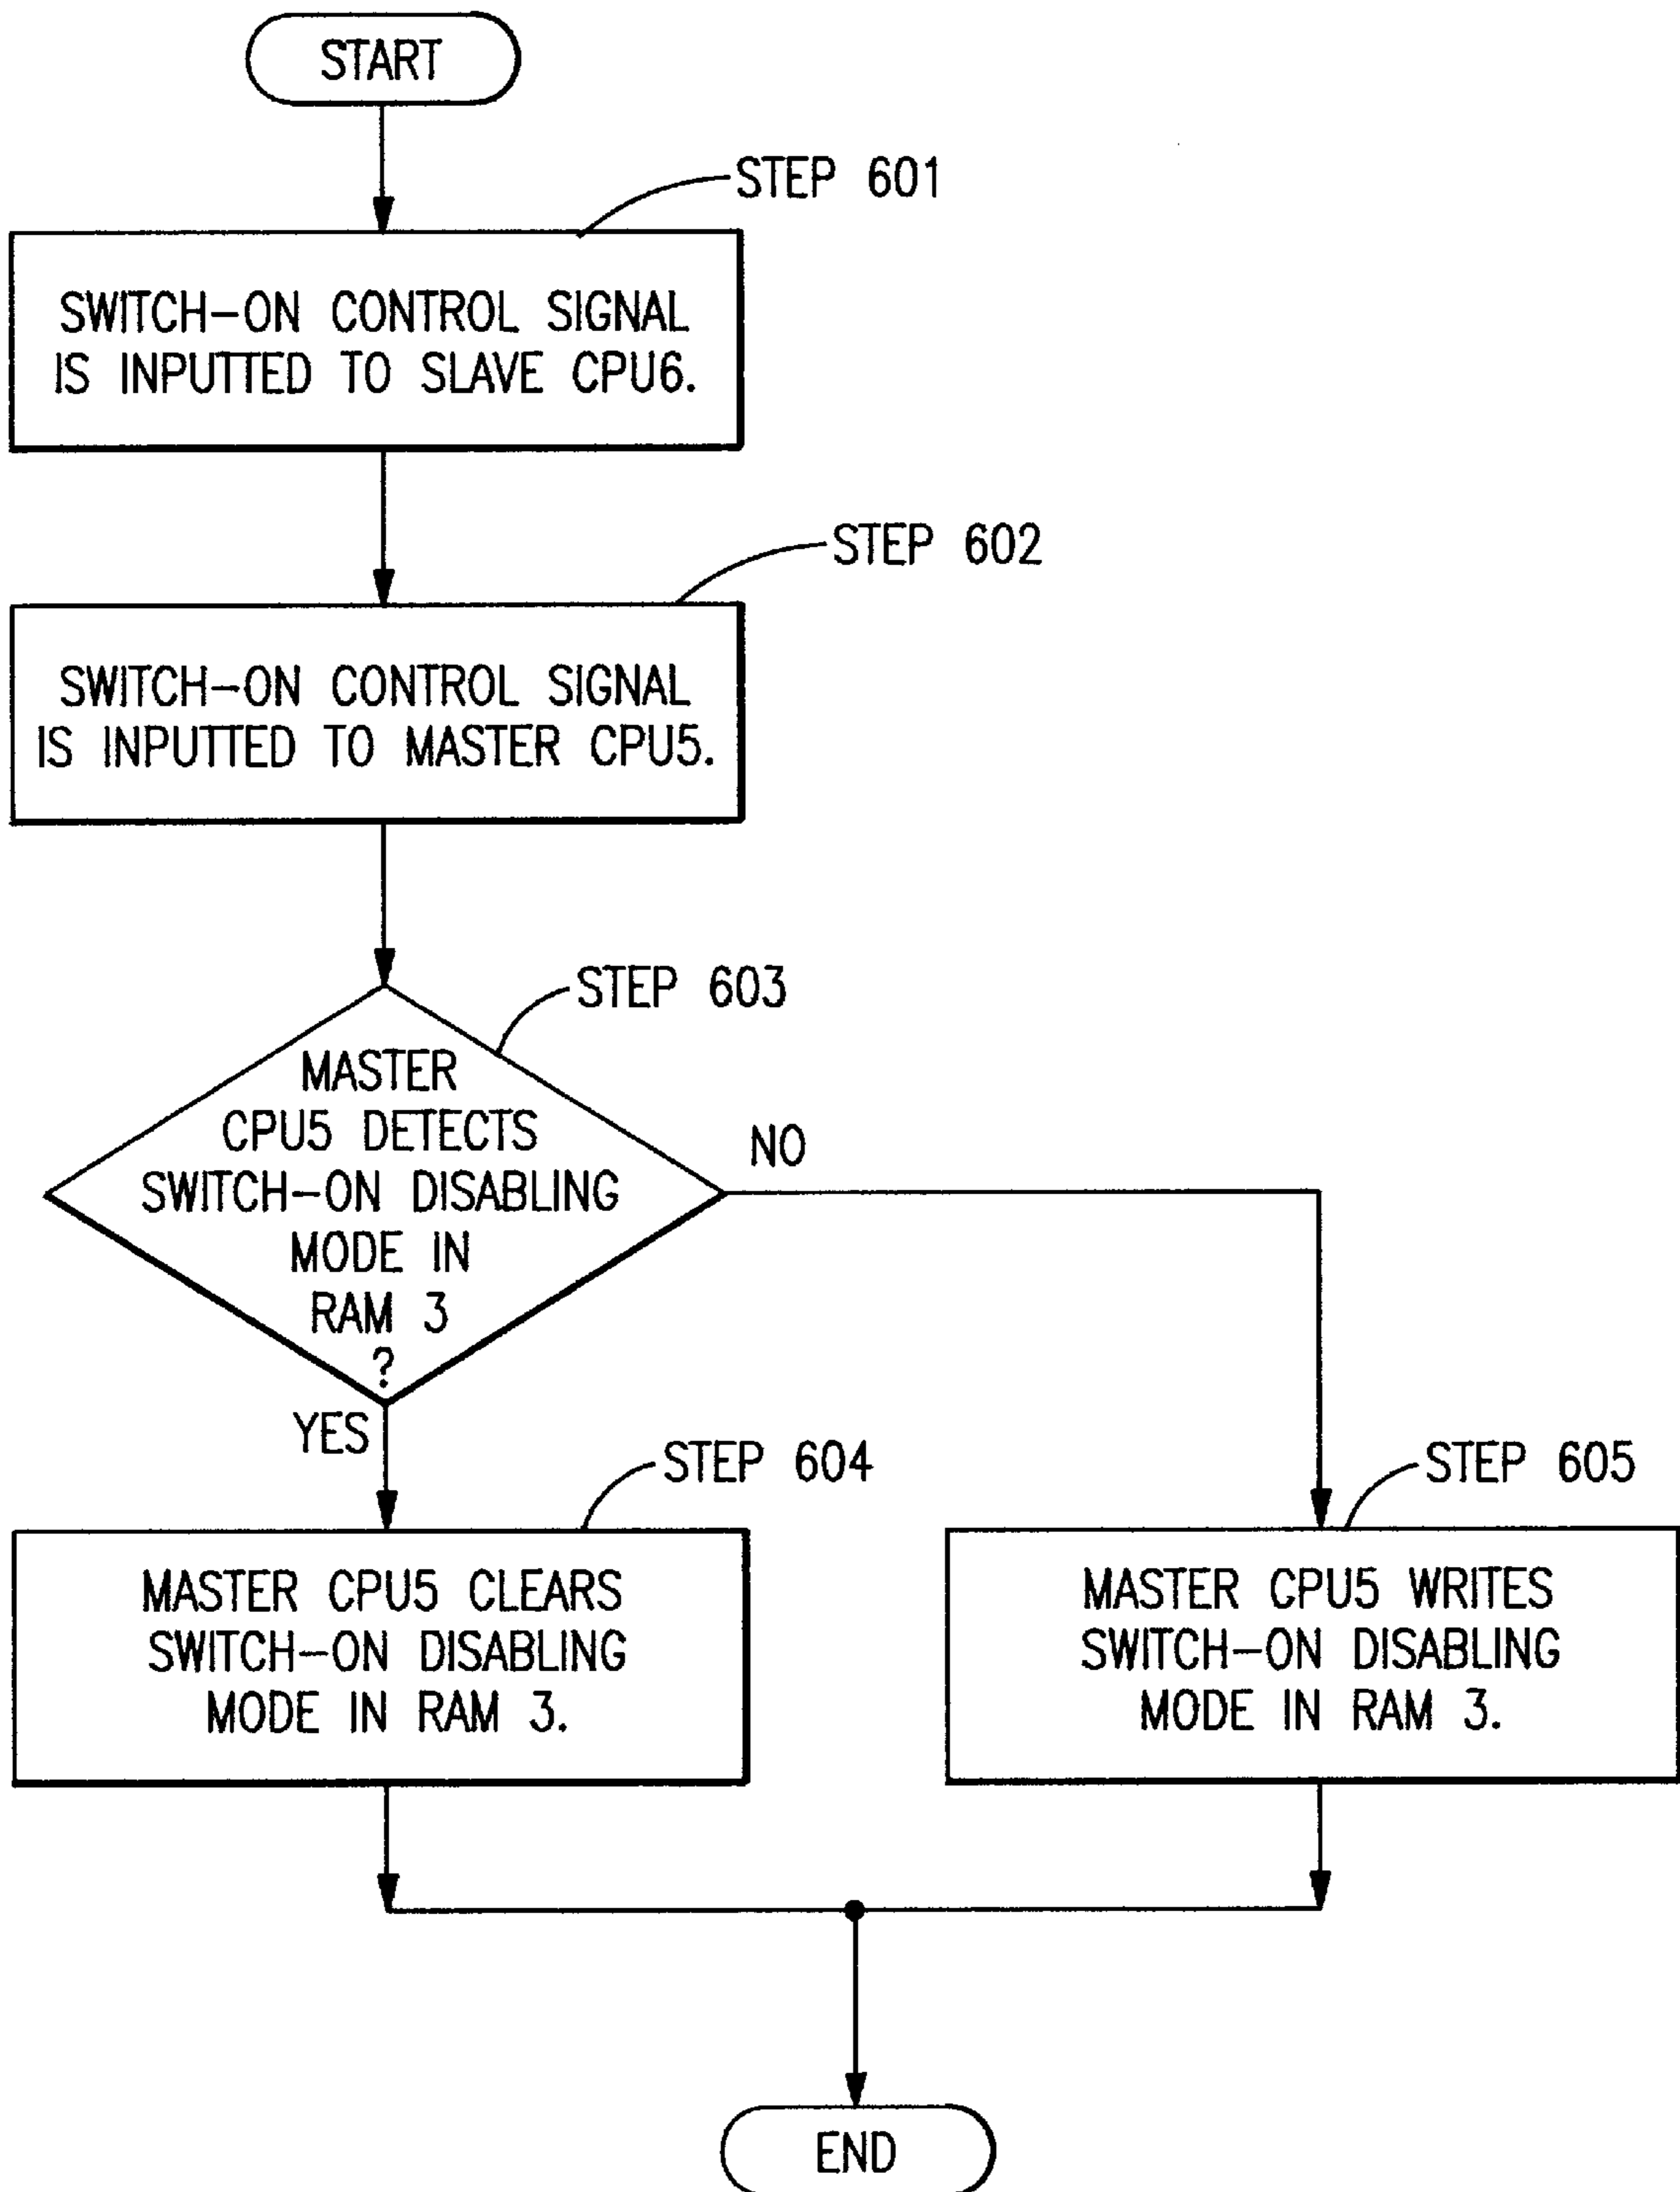 START
STEP 601
SWITCH-ON CONTROL SIGNAL
IS INPUTTED TO SLAVE CPU6.
STEP 602
SWITCH-ON CONTROL SIGNAL
IS INPUTTED TO MASTER CPU5.
STEP 603
MASTER
CPU5 DETECTS
SWITCH-ON DISABLING
MODE IN
RAM 3
?
NO
YES
STEP 604
MASTER CPU5 CLEARS
SWITCH-ON DISABLING
MODE IN RAM 3.
STEP 605
MASTER CPU5 WRITES
SWITCH-ON DISABLING
MODE IN RAM 3.
END